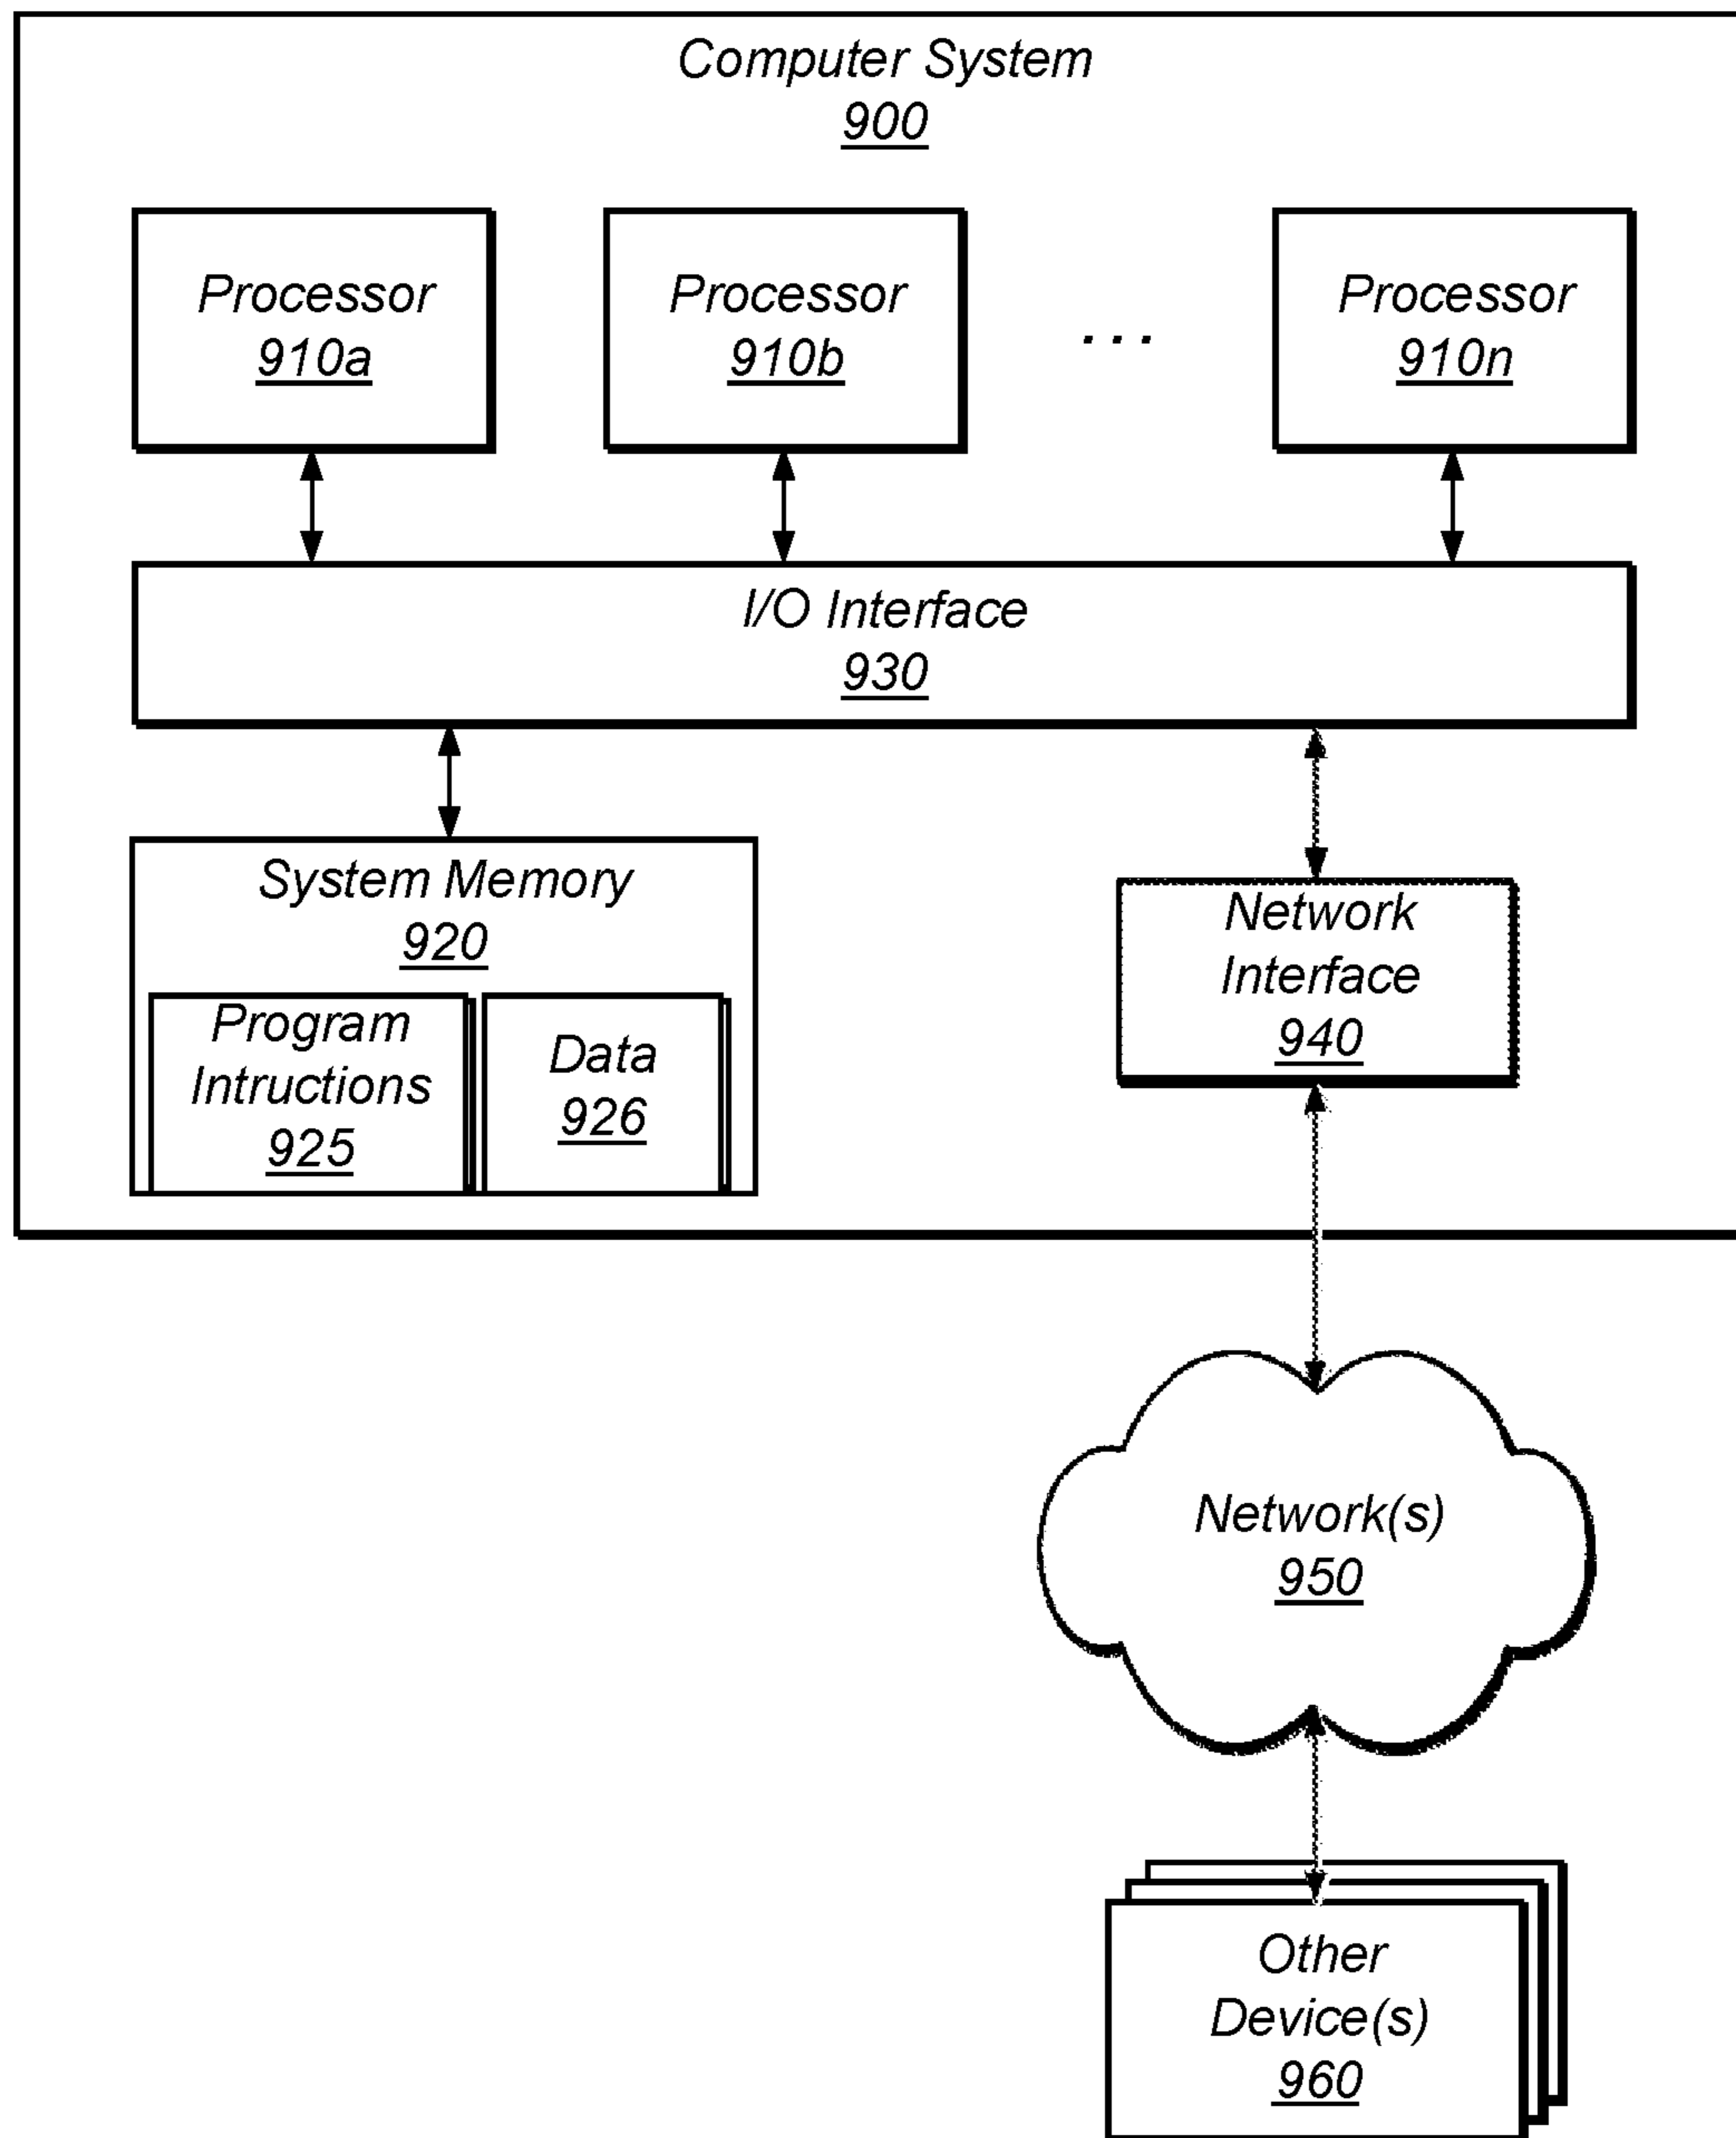 Computer System
900
Processor
910a
Processor
910b
...
Processor
910n
I/O Interface
930
System Memory
920
Program
Intructions
925
Data
926
Network
Interface
940
Network(s)
950
Other
Device(s)
960